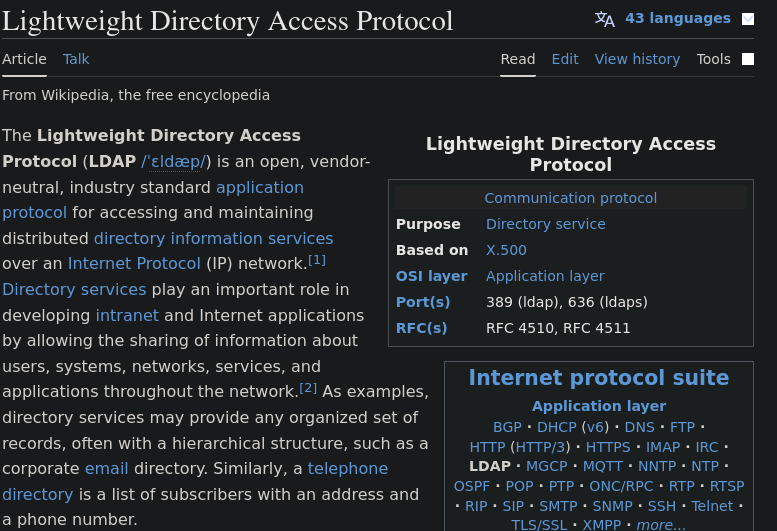 Lightweight Directory Access Protocol
43 languages
Article Talk
Read Edit View history Tools
From Wikipedia, the free encyclopedia
The Lightweight Directory Access
Protocol (LDAP /ˈɛldæp/) is an open, vendor-
neutral, industry standard application
protocol for accessing and maintaining
distributed directory information services
over an Internet Protocol (IP) network.[1]
Directory services play an important role in
developing intranet and Internet applications
by allowing the sharing of information about
users, systems, networks, services, and
applications throughout the network.[2] As examples,
directory services may provide any organized set of
records, often with a hierarchical structure, such as a
corporate email directory. Similarly, a telephone
directory is a list of subscribers with an address and
a phone number.
Lightweight Directory Access
Protocol
Communication protocol
Purpose Directory service
Based on X.500
OSI layer Application layer
Port(s) 389 (ldap), 636 (ldaps)
RFC(s) RFC 4510, RFC 4511
Internet protocol suite
Application layer
BGP · DHCP (v6) · DNS · FTP ·
HTTP (HTTP/3) · HTTPS · IMAP · IRC ·
LDAP · MGCP · MQTT · NNTP · NTP ·
OSPF · POP · PTP · ONC/RPC · RTP · RTSP
· RIP · SIP · SMTP · SNMP · SSH · Telnet ·
TLS/SSL · XMPP · more...